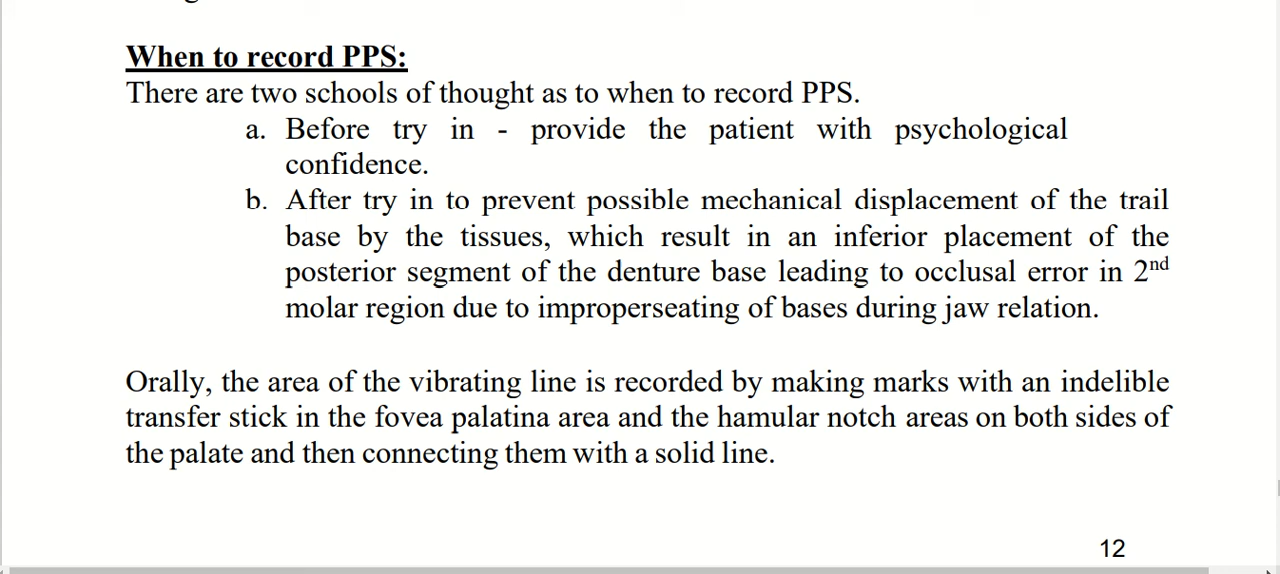 When to record PPS:
There are two schools of thought as to when to record PPS.
a. Before try in - provide the patient with psychological
confidence.
b. After try in to prevent possible mechanical displacement of the trail
base by the tissues, which result in an inferior placement of the
posterior segment of the denture base leading to occlusal error in 2nd
molar region due to improperseating of bases during jaw relation.
Orally, the area of the vibrating line is recorded by making marks with an indelible
transfer stick in the fovea palatina area and the hamular notch areas on both sides of
the palate and then connecting them with a solid line.
12